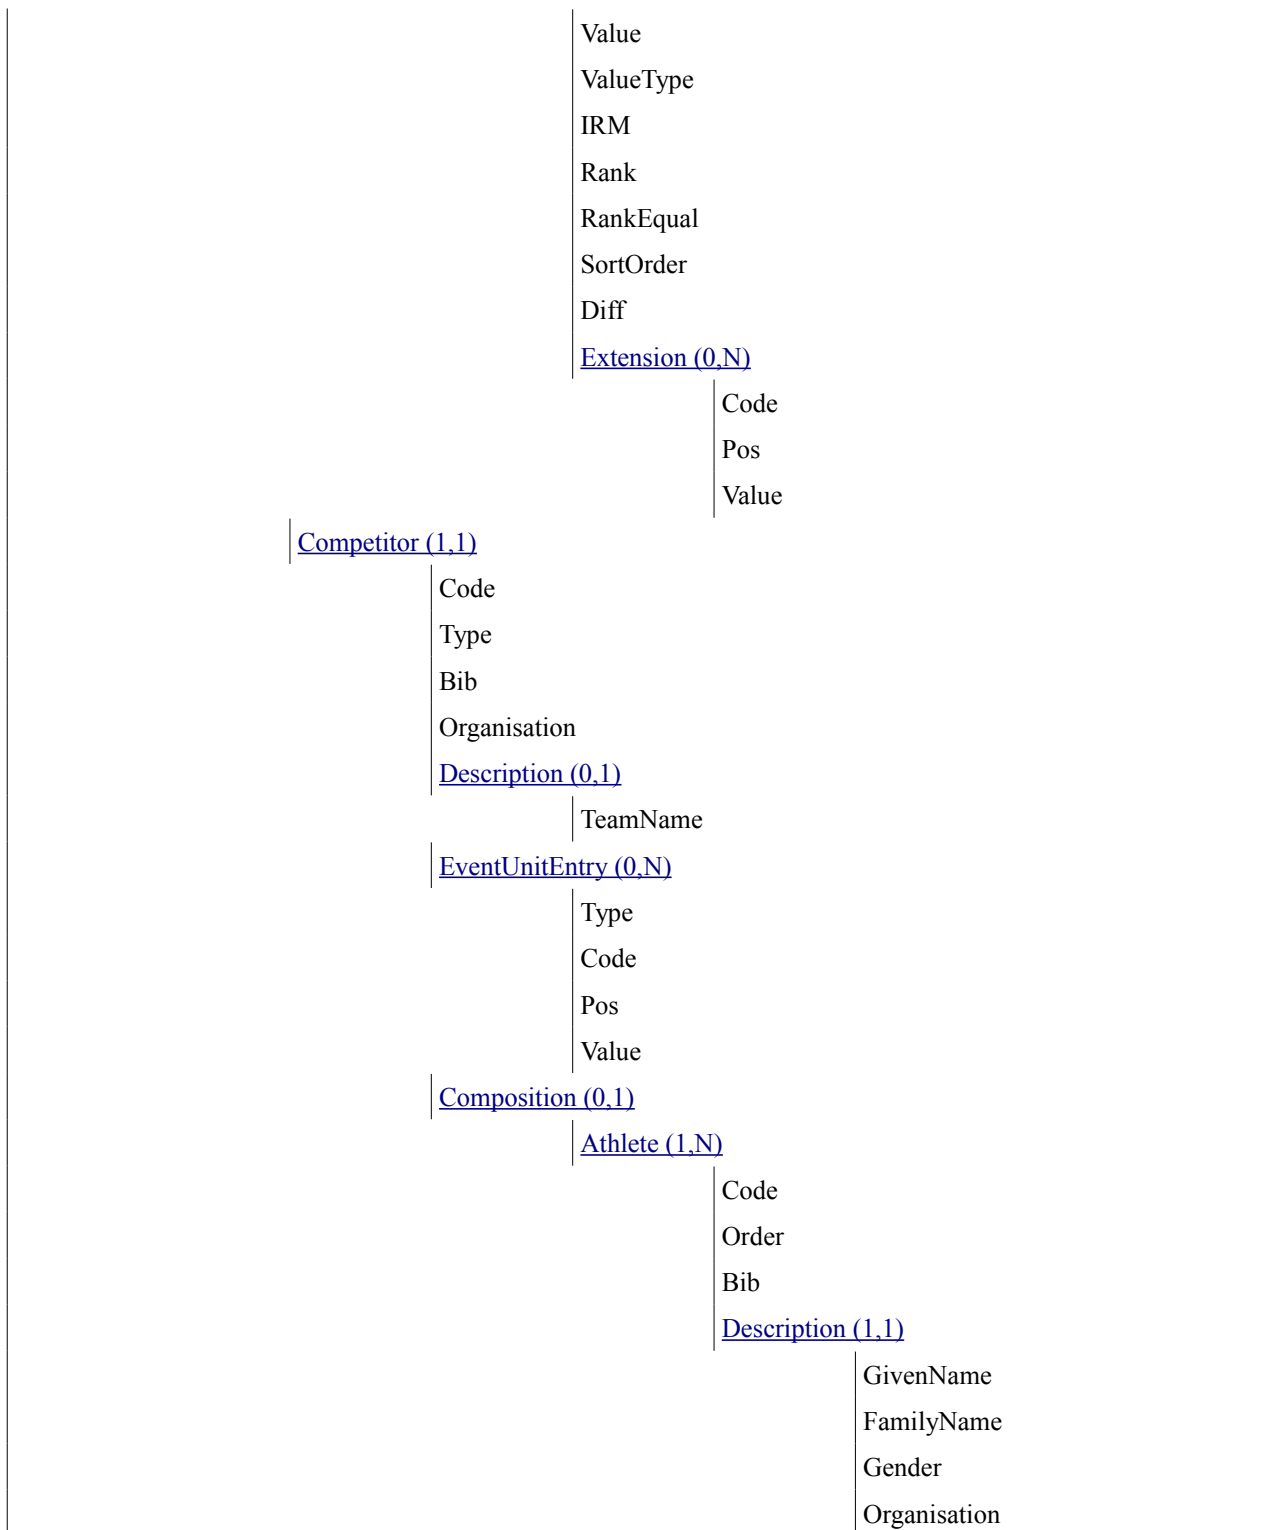 Value
ValueType
IRM
Rank
RankEqual
SortOrder
Diff
Extension (0,N)
Code
Pos
Value
Competitor (1,1)
Code
Type
Bib
Organisation
Description (0,1)
TeamName
EventUnitEntry (0,N)
Type
Code
Pos
Value
Composition (0,1)
Athlete (1,N)
Code
Order
Bib
Description (1,1)
GivenName
FamilyName
Gender
Organisation